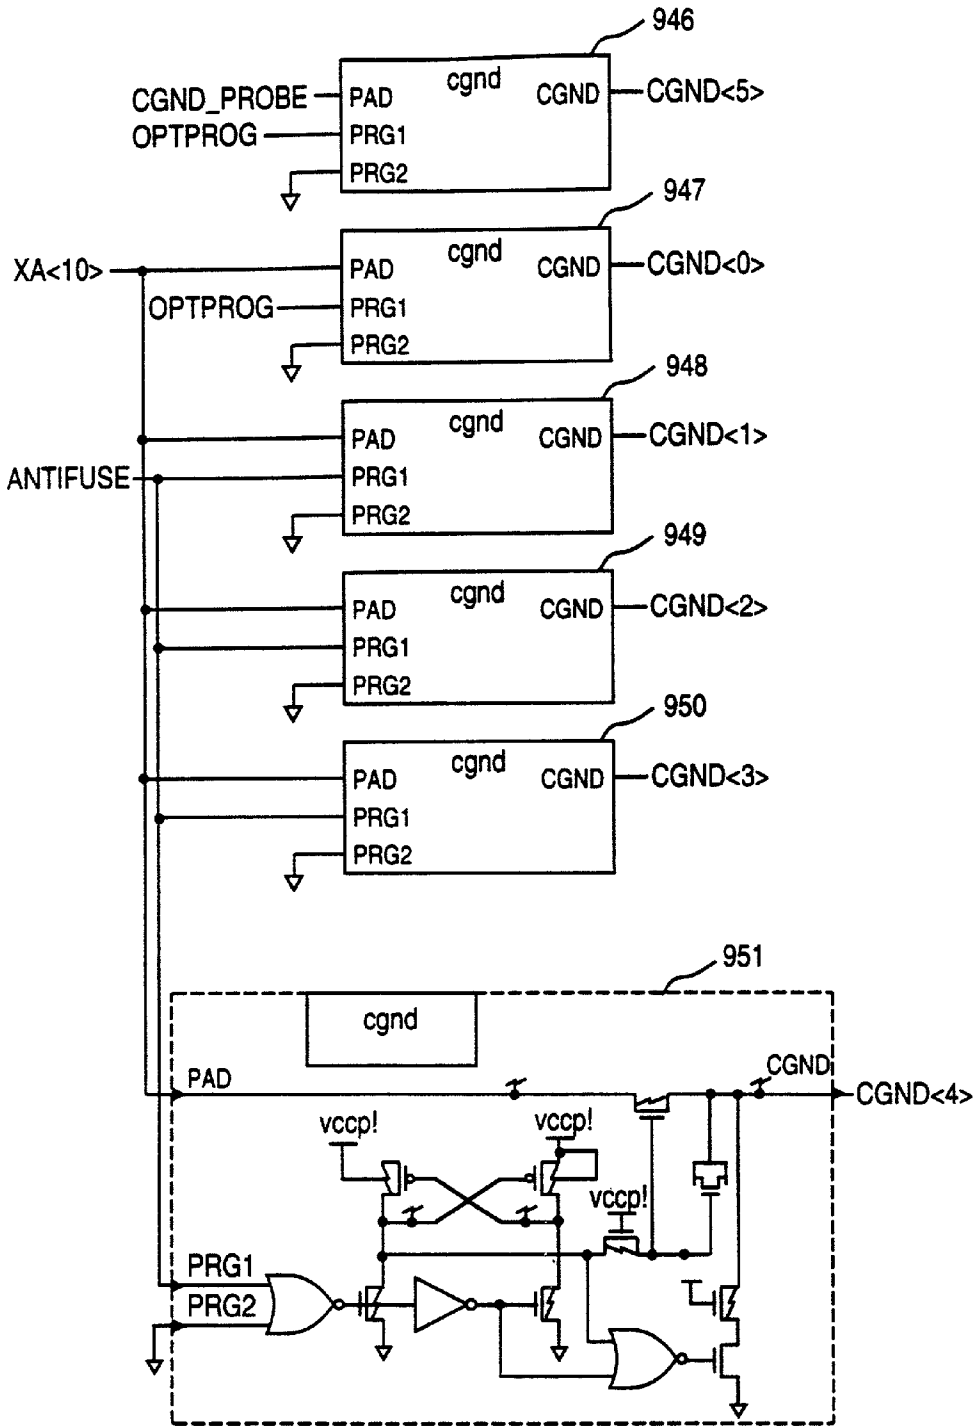 946
cgnd
CGND_PROBE PAD CGND CGND<5>
OPTPROG PRG1
PRG2
947
cgnd
XA<10> PAD CGND CGND<0>
OPTPROG PRG1
PRG2
948
cgnd
PAD CGND CGND<1>
ANTIFUSE PRG1
PRG2
949
cgnd
PAD CGND CGND<2>
PRG1
PRG2
950
cgnd
PAD CGND CGND<3>
PRG1
PRG2
951
cgnd
PAD CGND CGND<4>
vccp! vccp!
vccp!
PRG1
PRG2